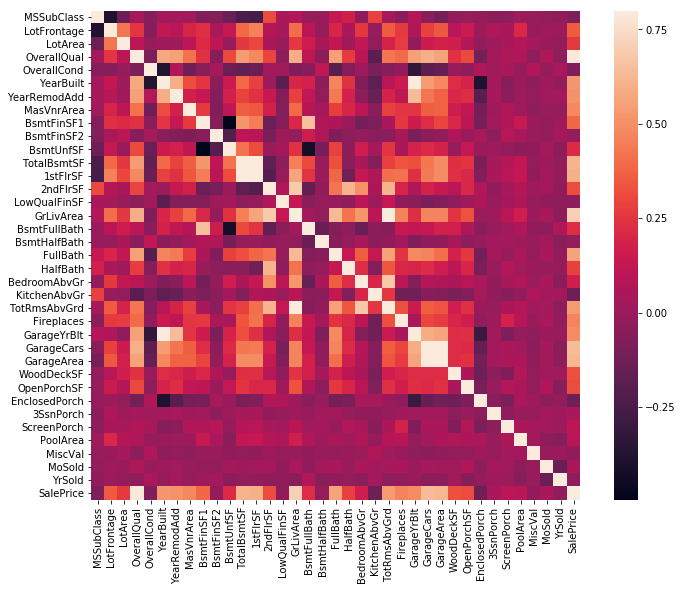 MSSubClass
LotFrontage
LotArea
OverallQual
OverallCond
YearBuilt
YearRemodAdd
MasVnrArea
BsmtFinSF1
BsmtFinSF2
BsmtUnfSF
TotalBsmtSF
1stFlrSF
2ndFlrSF
LowQualFinSF
GrLivArea
BsmtFullBath
BsmtHalfBath
FullBath
HalfBath
BedroomAbvGr
KitchenAbvGr
TotRmsAbvGrd
Fireplaces
GarageYrBlt
GarageCars
GarageArea
WoodDeckSF
OpenPorchSF
EnclosedPorch
3SsnPorch
ScreenPorch
PoolArea
MiscVal
MoSold
YrSold
SalePrice
MSSubClass
LotFrontage
LotArea
OverallQual
OverallCond
YearBuilt
YearRemodAdd
MasVnrArea
BsmtFinSF1
BsmtFinSF2
BsmtUnfSF
TotalBsmtSF
1stFlrSF
2ndFlrSF
LowQualFinSF
GrLivArea
BsmtFullBath
BsmtHalfBath
FullBath
HalfBath
BedroomAbvGr
KitchenAbvGr
TotRmsAbvGrd
Fireplaces
GarageYrBlt
GarageCars
GarageArea
WoodDeckSF
OpenPorchSF
EnclosedPorch
3SsnPorch
ScreenPorch
PoolArea
MiscVal
MoSold
YrSold
SalePrice
0.75
0.50
0.25
0.00
−0.25